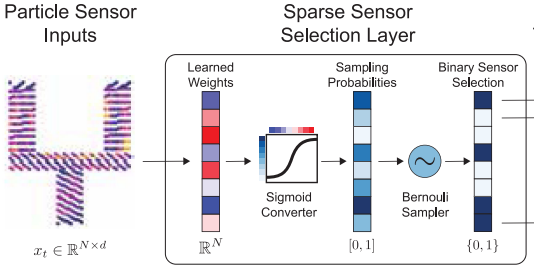 Particle Sensor
Inputs
Sparse Sensor
Selection Layer
Learned
Weights
Sampling
Probabilities
Binary Sensor
Selection
Sigmoid
Converter
Bernouli
Sampler
x_t ∈ ℝ^{N×d}
ℝ^N
[0, 1]
{0, 1}